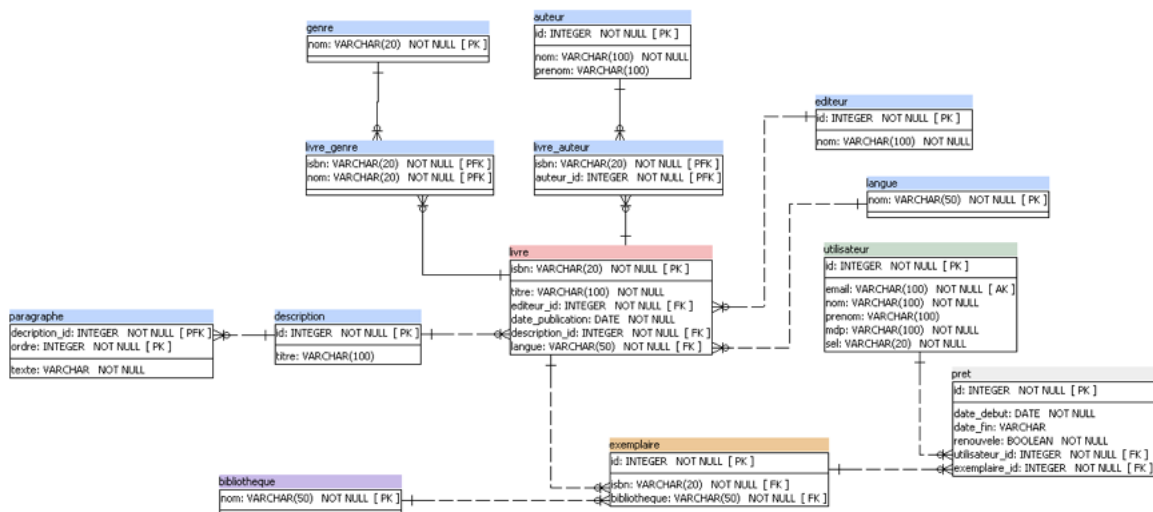 genre
nom: VARCHAR(20) NOT NULL [ PK ]
auteur
id: INTEGER NOT NULL [ PK ]
nom: VARCHAR(100) NOT NULL
prenom: VARCHAR(100)
editeur
id: INTEGER NOT NULL [ PK ]
nom: VARCHAR(100) NOT NULL
livre_genre
isbn: VARCHAR(20) NOT NULL [ PFK ]
nom: VARCHAR(20) NOT NULL [ PFK ]
livre_auteur
isbn: VARCHAR(20) NOT NULL [ PFK ]
auteur_id: INTEGER NOT NULL [ PFK ]
langue
nom: VARCHAR(50) NOT NULL [ PK ]
livre
isbn: VARCHAR(20) NOT NULL [ PK ]
titre: VARCHAR(100) NOT NULL
editeur_id: INTEGER NOT NULL [ FK ]
date_publication: DATE NOT NULL
description_id: INTEGER NOT NULL [ FK ]
langue: VARCHAR(50) NOT NULL [ FK ]
utilisateur
id: INTEGER NOT NULL [ PK ]
email: VARCHAR(100) NOT NULL [ AK ]
nom: VARCHAR(100) NOT NULL
prenom: VARCHAR(100)
mdp: VARCHAR(100) NOT NULL
sel: VARCHAR(20) NOT NULL
paragraphe
decription_id: INTEGER NOT NULL [ PFK ]
ordre: INTEGER NOT NULL [ PK ]
texte: VARCHAR NOT NULL
description
id: INTEGER NOT NULL [ PK ]
titre: VARCHAR(100)
pret
id: INTEGER NOT NULL [ PK ]
date_debut: DATE NOT NULL
date_fin: VARCHAR
renouvele: BOOLEAN NOT NULL
utilisateur_id: INTEGER NOT NULL [ FK ]
exemplaire_id: INTEGER NOT NULL [ FK ]
exemplaire
id: INTEGER NOT NULL [ PK ]
isbn: VARCHAR(20) NOT NULL [ FK ]
bibliotheque: VARCHAR(50) NOT NULL [ FK ]
bibliotheque
nom: VARCHAR(50) NOT NULL [ PK ]